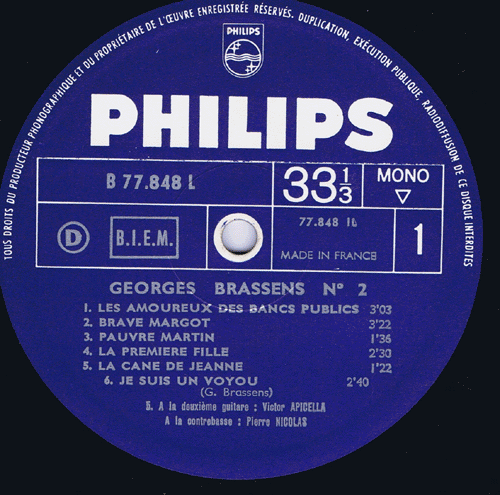 TOUS DROITS DU PRODUCTEUR PHONOGRAPHIQUE ET DU PROPRIÉTAIRE DE L'ŒUVRE ENREGISTRÉE RÉSERVÉS. DUPLICATION, EXÉCUTION PUBLIQUE, RADIODIFFUSION DE CE DISQUE INTERDITES
PHILIPS
PHILIPS
B 77.848 L
33 1/3
MONO
▽
D
B.I.E.M.
77.848 1L
MADE IN FRANCE
1
GEORGES BRASSENS Nº 2
1. LES AMOUREUX DES BANCS PUBLICS 3'03
2. BRAVE MARGOT 3'22
3. PAUVRE MARTIN 1'36
4. LA PREMIERE FILLE 2'30
5. LA CANE DE JEANNE 1'22
6. JE SUIS UN VOYOU 2'40
(G. Brassens)
5. A la deuxième guitare : Victor APICELLA
A la contrebasse : Pierre NICOLAS